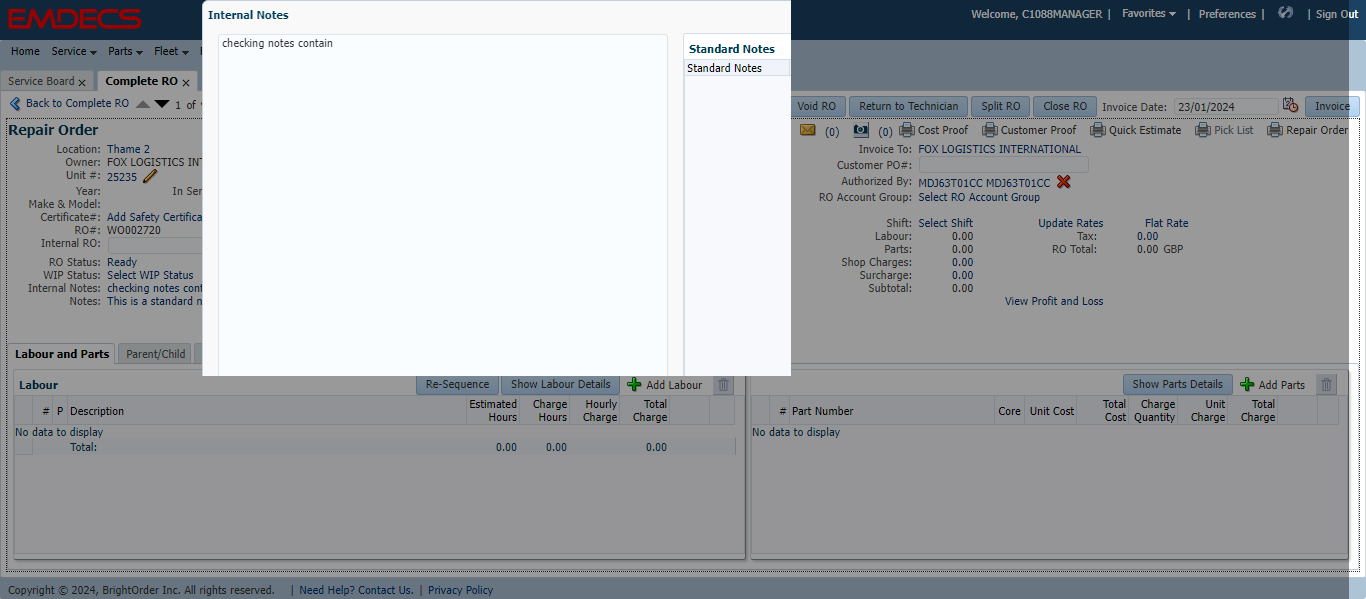 EMDECS
Welcome, C1088MANAGER | Favorites | Preferences | | Sign Out
Home Service Parts Fleet
Service Board x Complete RO x
Back to Complete RO 1 of
Void RO Return to Technician Split RO Close RO Invoice Date: 23/01/2024 Invoice
Internal Notes
checking notes contain
Standard Notes
Standard Notes
Repair Order
(0) (0) Cost Proof Customer Proof Quick Estimate Pick List Repair Order
Location: Thame 2
Owner: FOX LOGISTICS INT
Unit #: 25235
Year: In Ser
Make & Model:
Certificate#: Add Safety Certifica
RO#: WO002720
Internal RO:
RO Status: Ready
WIP Status: Select WIP Status
Internal Notes: checking notes cont
Notes: This is a standard n
Invoice To: FOX LOGISTICS INTERNATIONAL
Customer PO#:
Authorized By: MDJ63T01CC MDJ63T01CC
RO Account Group: Select RO Account Group
Shift: Select Shift Update Rates Flat Rate
Labour: 0.00 Tax: 0.00
Parts: 0.00 RO Total: 0.00 GBP
Shop Charges: 0.00
Surcharge: 0.00
Subtotal: 0.00
View Profit and Loss
Labour and Parts Parent/Child
Labour Re-Sequence Show Labour Details Add Labour
# P Description Estimated Hours Charge Hours Hourly Charge Total Charge
No data to display
Total: 0.00 0.00 0.00
Show Parts Details Add Parts
# Part Number Core Unit Cost Total Cost Charge Quantity Unit Charge Total Charge
No data to display
Copyright © 2024, BrightOrder Inc. All rights reserved. | Need Help? Contact Us. | Privacy Policy